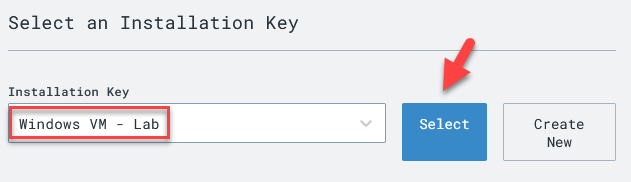 Select an Installation Key
Installation Key
Windows VM - Lab
Select
Create
New